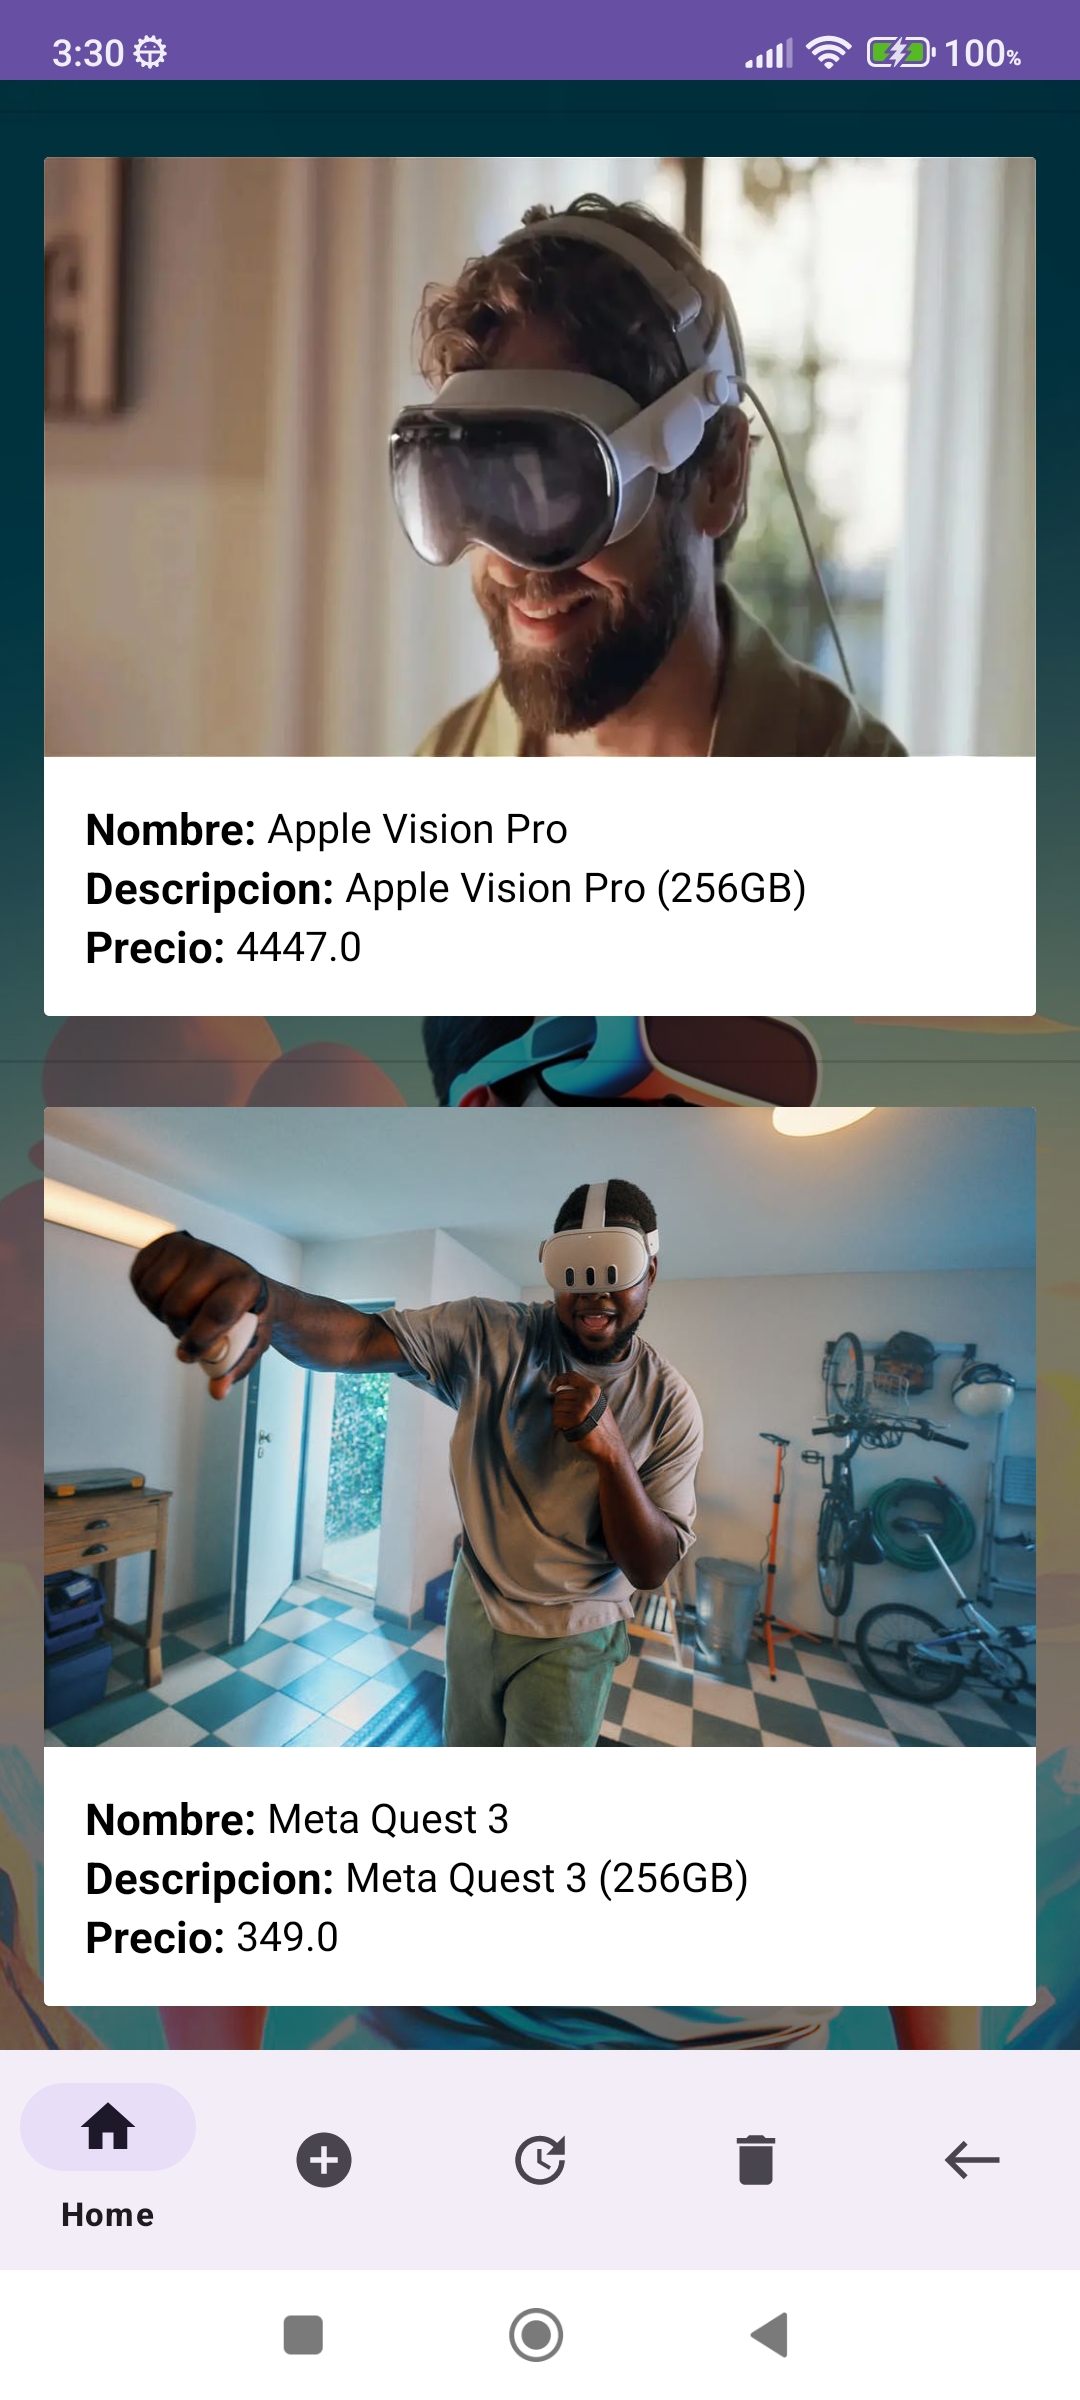 3:30
100%
Nombre: Apple Vision Pro
Descripcion: Apple Vision Pro (256GB)
Precio: 4447.0
Nombre: Meta Quest 3
Descripcion: Meta Quest 3 (256GB)
Precio: 349.0
Home